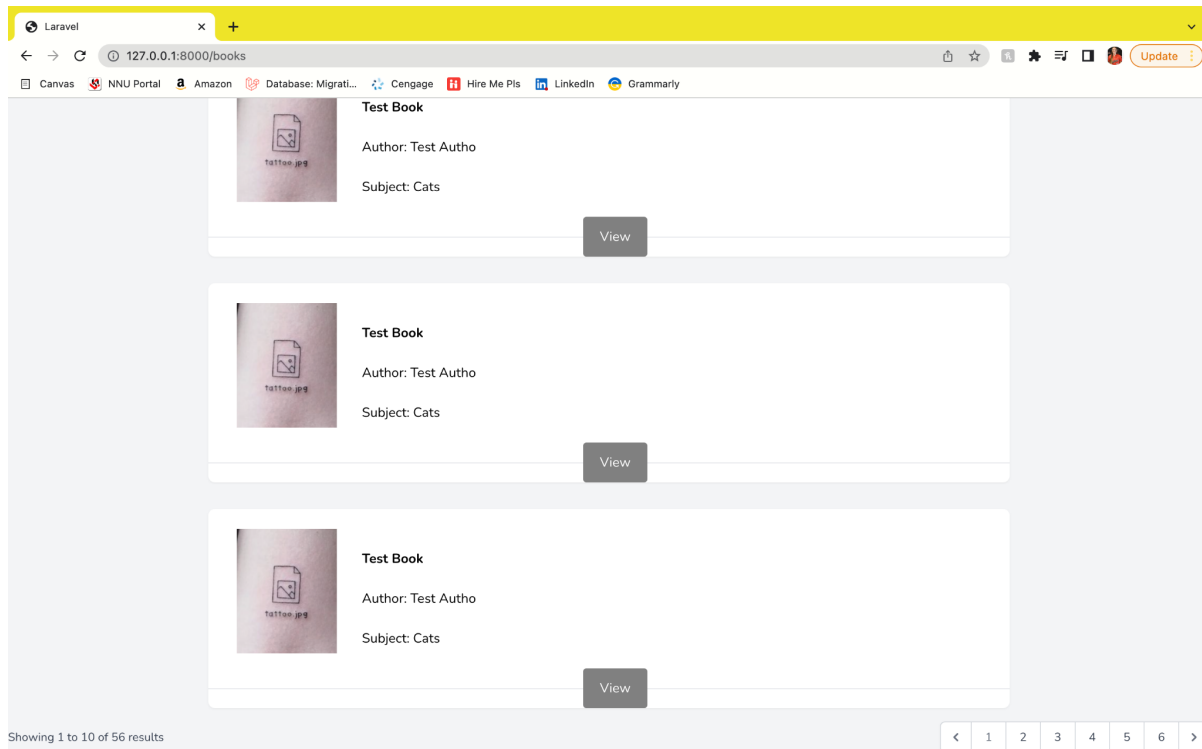 Laravel
127.0.0.1:8000/books
Update
Canvas
NNU Portal
Amazon
Database: Migrati...
Cengage
Hire Me Pls
LinkedIn
Grammarly
Test Book
Author: Test Autho
Subject: Cats
tattoo.jpg
View
Test Book
Author: Test Autho
Subject: Cats
tattoo.jpg
View
Test Book
Author: Test Autho
Subject: Cats
tattoo.jpg
View
Showing 1 to 10 of 56 results
1 2 3 4 5 6